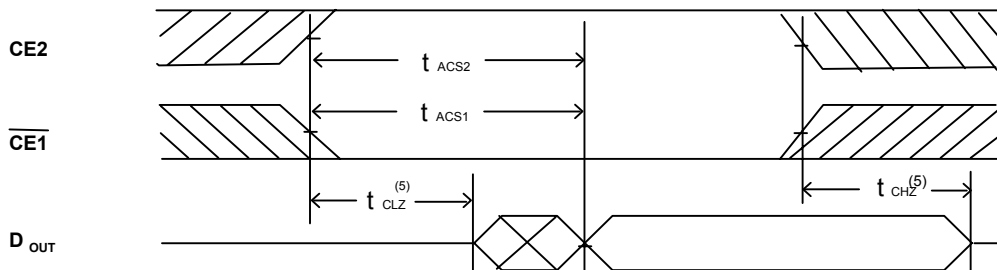 CE2
t ACS2
t ACS1
CE1
t CLZ (5)
t CHZ (5)
D OUT